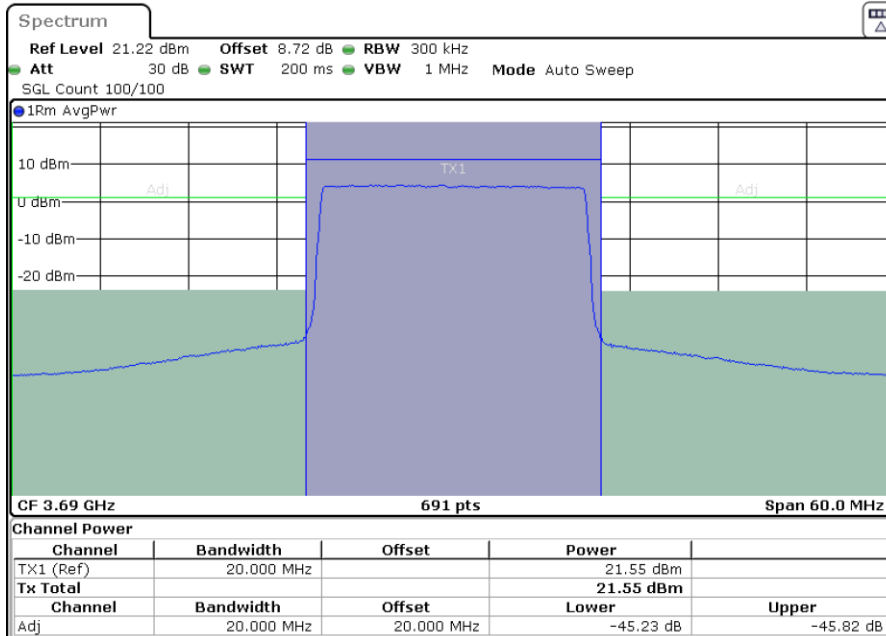 Spectrum
Ref Level 21.22 dBm Offset 8.72 dB RBW 300 kHz
Att 30 dB SWT 200 ms VBW 1 MHz Mode Auto Sweep
SGL Count 100/100
1Rm AvgPwr
10 dBm
TX1
Adj Adj
0 dBm
-10 dBm
-20 dBm
CF 3.69 GHz 691 pts Span 60.0 MHz
Channel Power
Channel Bandwidth Offset Power
TX1 (Ref) 20.000 MHz 21.55 dBm
Tx Total 21.55 dBm
Channel Bandwidth Offset Lower Upper
Adj 20.000 MHz 20.000 MHz -45.23 dB -45.82 dB